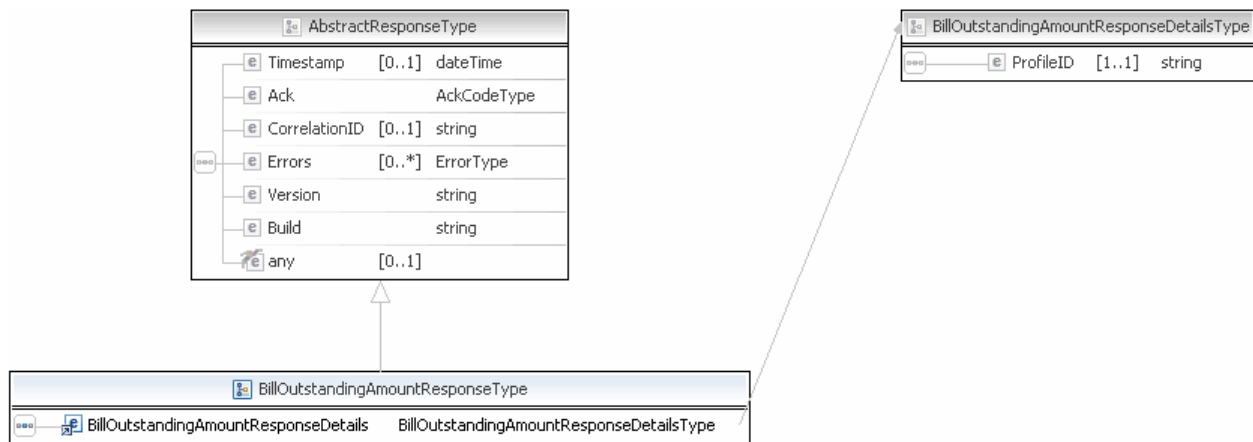 AbstractResponseType
e Timestamp [0..1] dateTime
e Ack AckCodeType
e CorrelationID [0..1] string
e Errors [0..*] ErrorType
e Version string
e Build string
e any [0..1]
BillOutstandingAmountResponseDetailsType
e ProfileID [1..1] string
BillOutstandingAmountResponseType
e BillOutstandingAmountResponseDetails BillOutstandingAmountResponseDetailsType